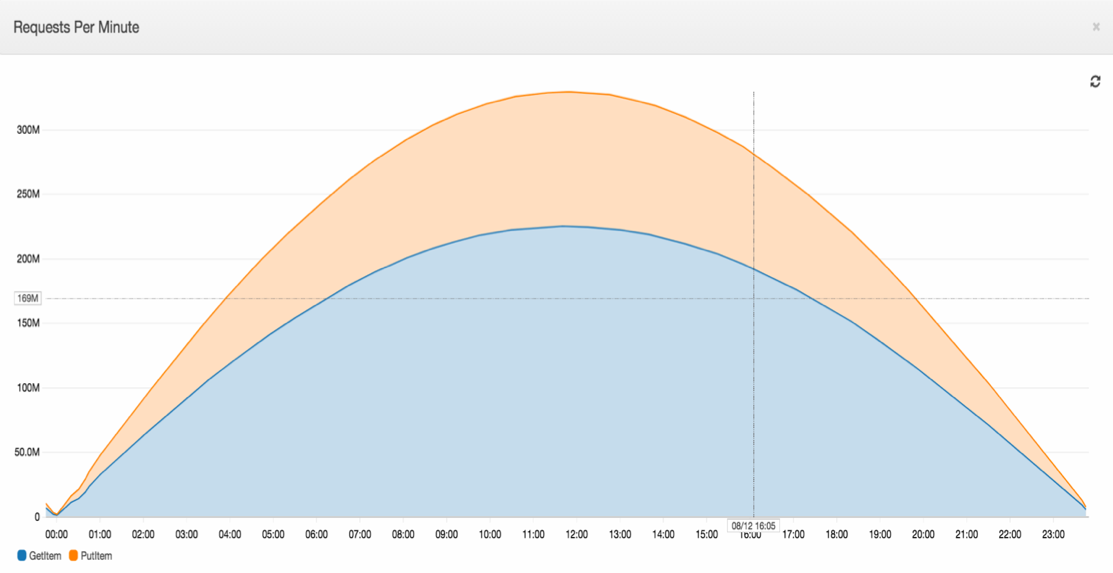 Requests Per Minute
×
300M
250M
200M
169M
150M
100M
50.0M
0
00:00 01:00 02:00 03:00 04:00 05:00 06:00 07:00 08:00 09:00 10:00 11:00 12:00 13:00 14:00 15:00 16:00 17:00 18:00 19:00 20:00 21:00 22:00 23:00
08/12 16:05
GetItem PutItem